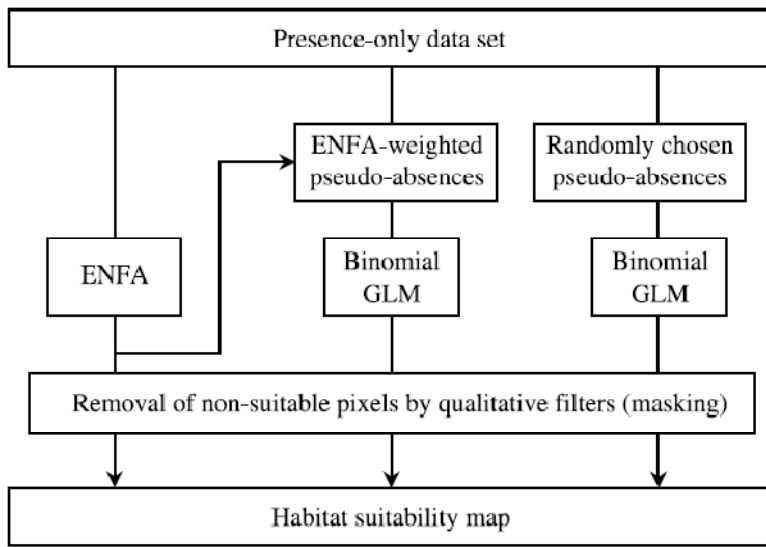 Presence-only data set
ENFA-weighted
pseudo-absences
Randomly chosen
pseudo-absences
ENFA
Binomial
GLM
Binomial
GLM
Removal of non-suitable pixels by qualitative filters (masking)
Habitat suitability map